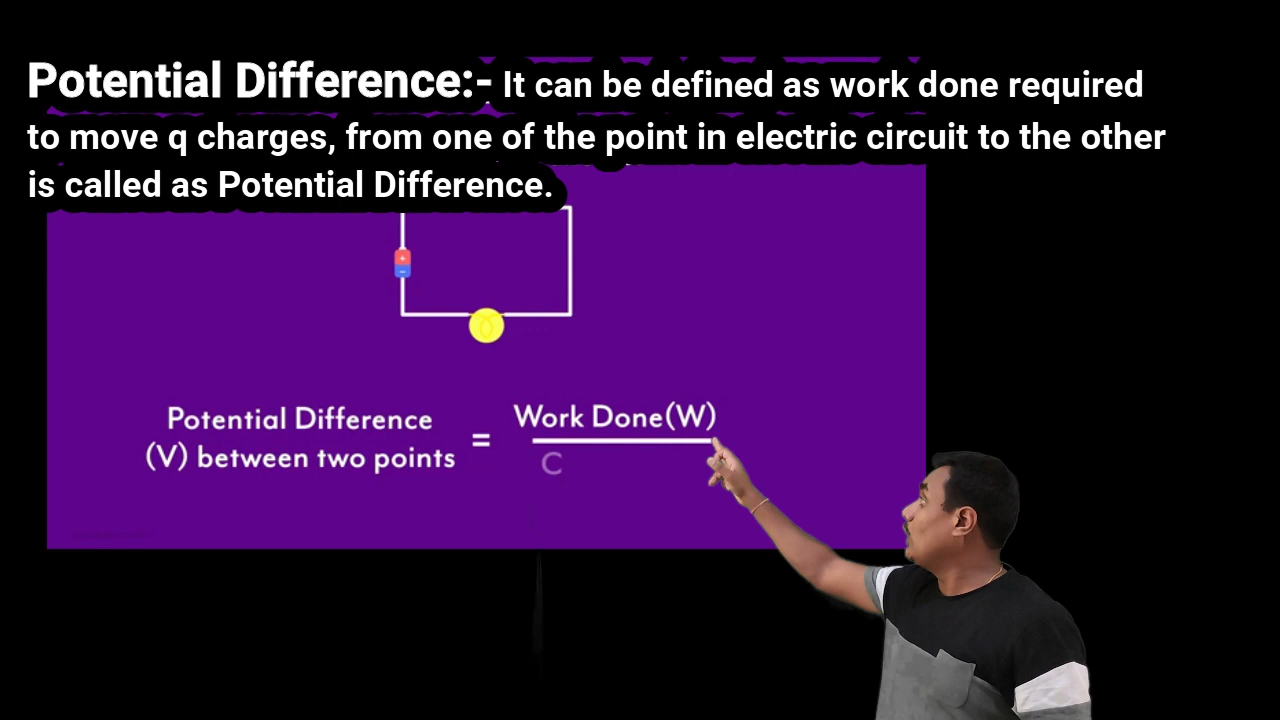 Potential Difference:- It can be defined as work done required
to move q charges, from one of the point in electric circuit to the other
is called as Potential Difference.
+
−
Potential Difference
(V) between two points
=
Work Done(W)
C